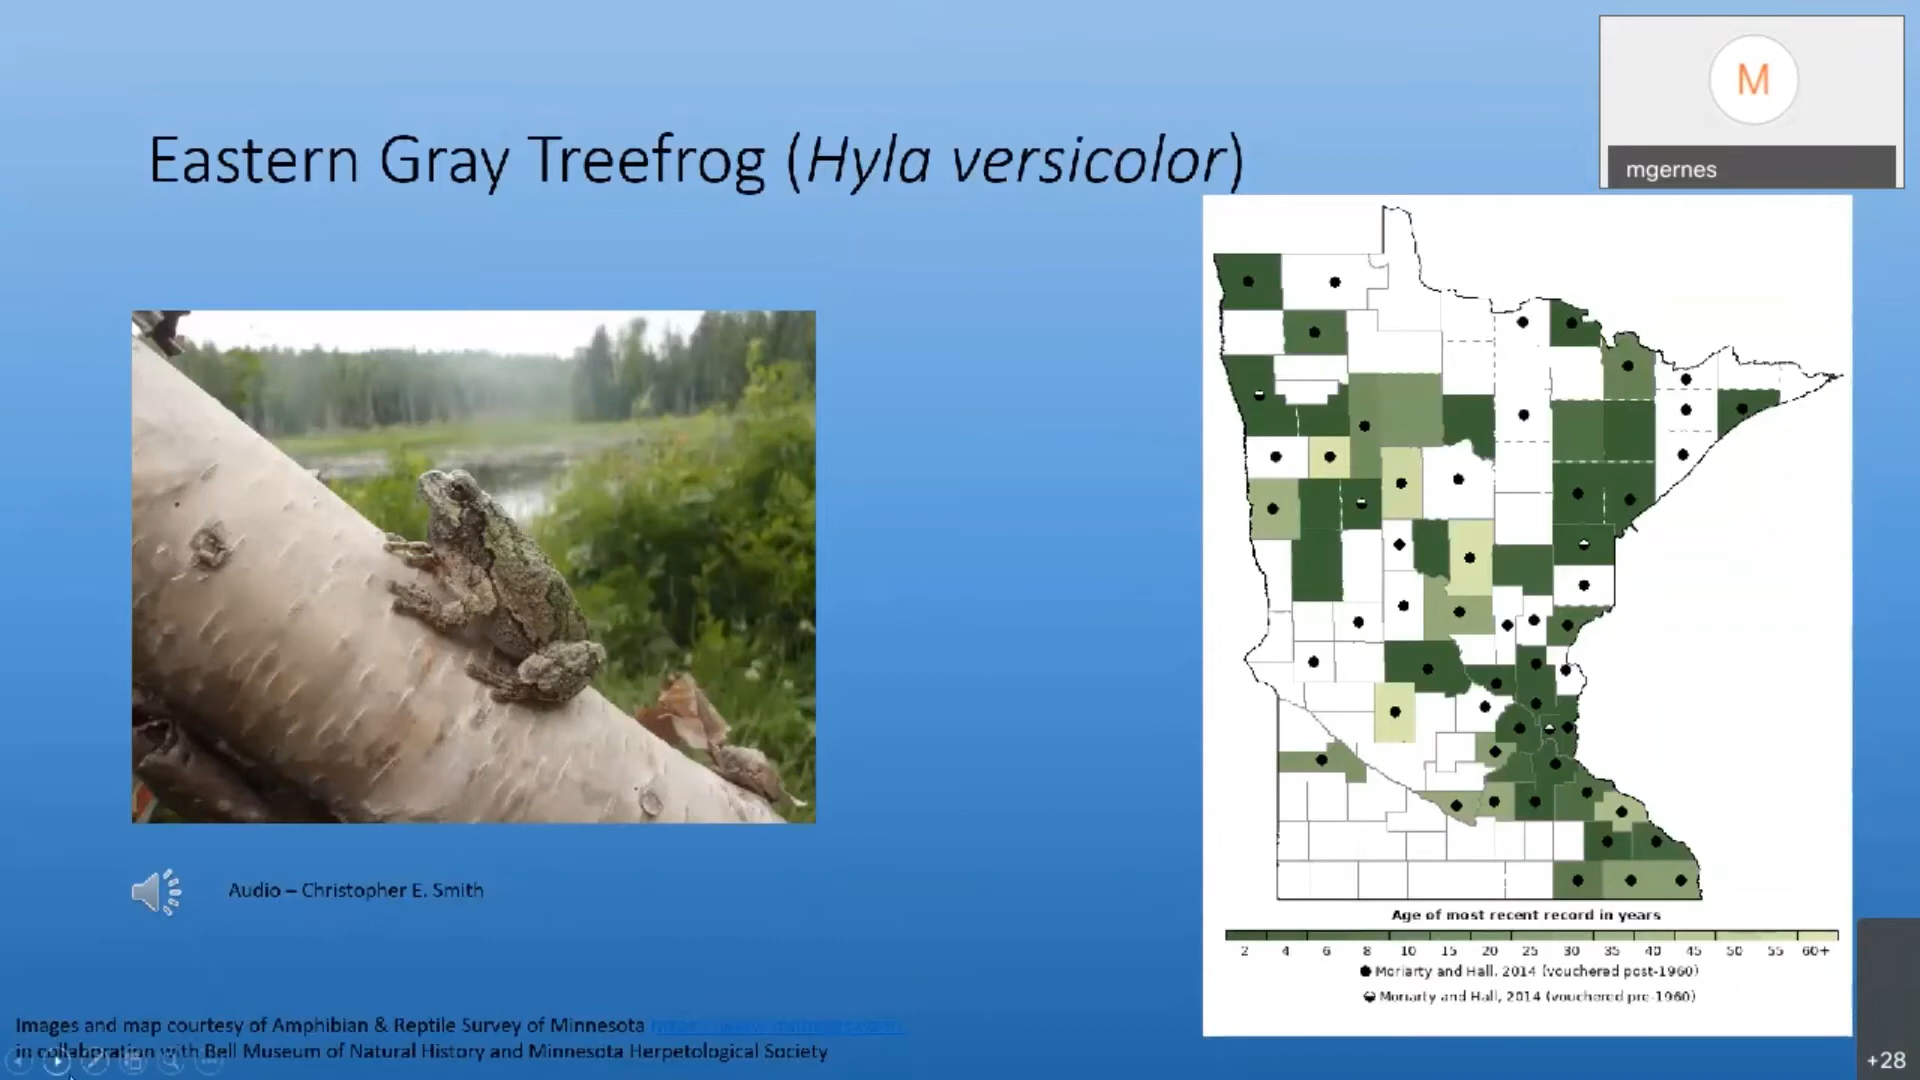 M
mgernes
Eastern Gray Treefrog (Hyla versicolor)
Audio – Christopher E. Smith
Age of most recent record in years
2 4 6 8 10 15 20 25 30 35 40 45 50 55 60+
Moriarty and Hall, 2014 (vouchered post-1960)
Moriarty and Hall, 2014 (vouchered pre-1960)
Images and map courtesy of Amphibian & Reptile Survey of Minnesota
in collaboration with Bell Museum of Natural History and Minnesota Herpetological Society
+28